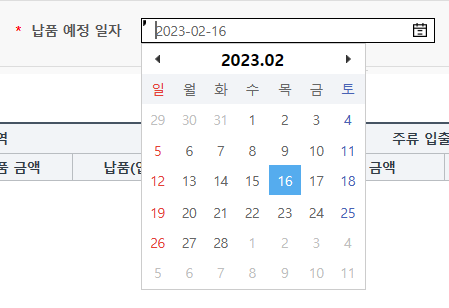 * 납품 예정 일자 2023-02-16
2023.02
일 월 화 수 목 금 토
29 30 31 1 2 3 4
5 6 7 8 9 10 11
12 13 14 15 16 17 18
19 20 21 22 23 24 25
26 27 28 1 2 3 4
5 6 7 8 9 10 11
역 주류 입출
품 금액 납품(입 금액